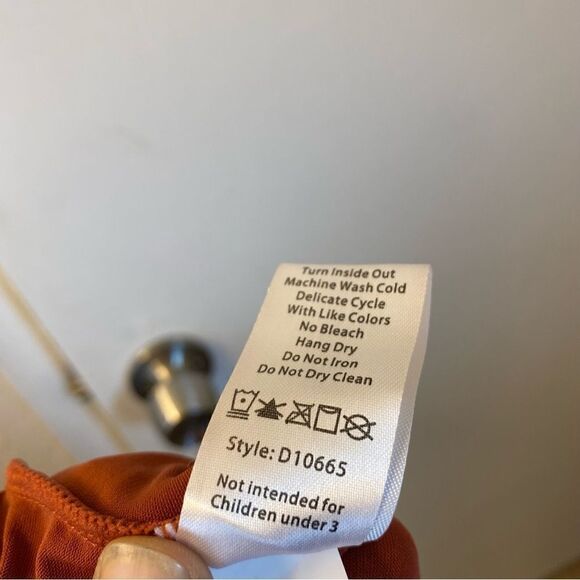 Turn Inside Out
Machine Wash Cold
Delicate Cycle
With Like Colors
No Bleach
Hang Dry
Do Not Iron
Do Not Dry Clean
Style: D10665
Not intended for
Children under 3